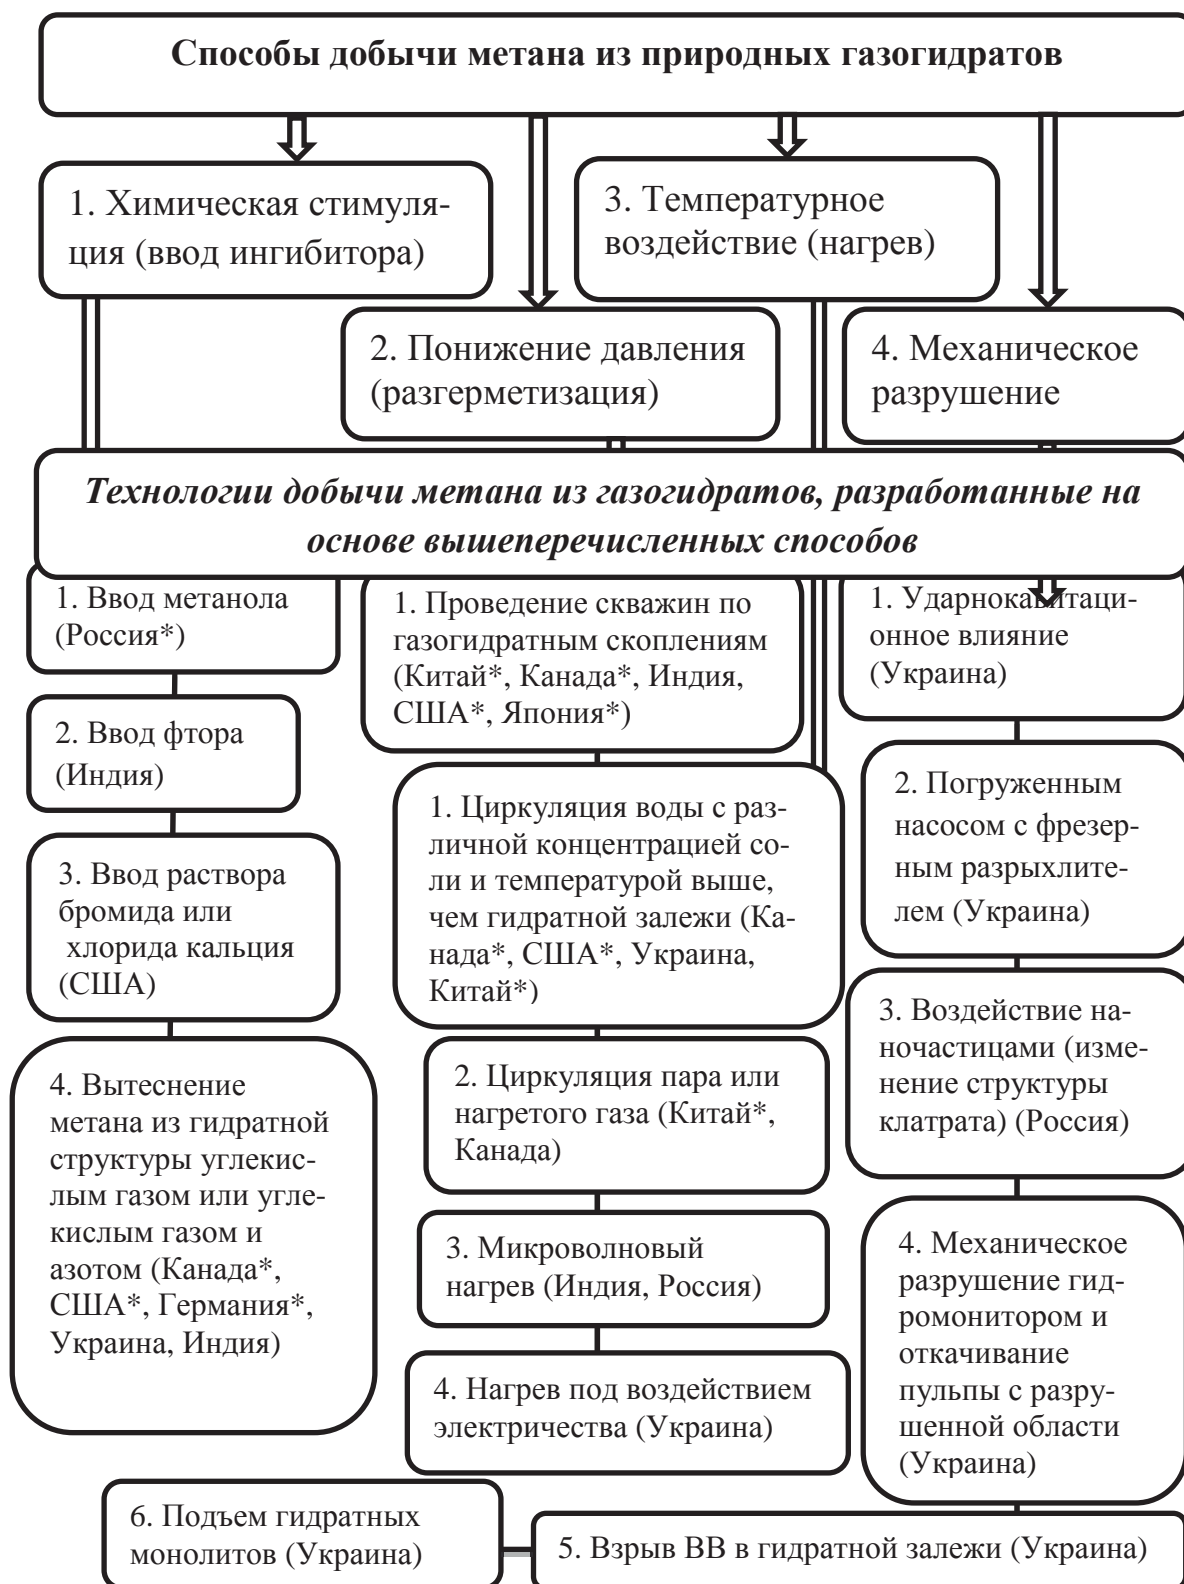 Способы добычи метана из природных газогидратов
1. Химическая стимуля-
ция (ввод ингибитора)
3. Температурное
воздействие (нагрев)
2. Понижение давления
(разгерметизация)
4. Механическое
разрушение
Технологии добычи метана из газогидратов, разработанные на
основе вышеперечисленных способов
1. Ввод метанола
(Россия*)
2. Ввод фтора
(Индия)
3. Ввод раствора
бромида или
хлорида кальция
(США)
4. Вытеснение
метана из гидратной
структуры углекис-
лым газом или угле-
кислым газом и
азотом (Канада*,
США*, Германия*,
Украина, Индия)
1. Проведение скважин по
газогидратным скоплениям
(Китай*, Канада*, Индия,
США*, Япония*)
1. Циркуляция воды с раз-
личной концентрацией со-
ли и температурой выше,
чем гидратной залежи (Ка-
нада*, США*, Украина,
Китай*)
2. Циркуляция пара или
нагретого газа (Китай*,
Канада)
3. Микроволновый
нагрев (Индия, Россия)
4. Нагрев под воздействием
электричества (Украина)
1. Ударнокавитаци-
онное влияние
(Украина)
2. Погруженным
насосом с фрезер-
ным разрыхлите-
лем (Украина)
3. Воздействие на-
ночастицами (изме-
нение структуры
клатрата) (Россия)
4. Механическое
разрушение гид-
ромонитором и
откачивание
пульпы с разру-
шенной области
(Украина)
5. Взрыв ВВ в гидратной залежи (Украина)
6. Подъем гидратных
монолитов (Украина)